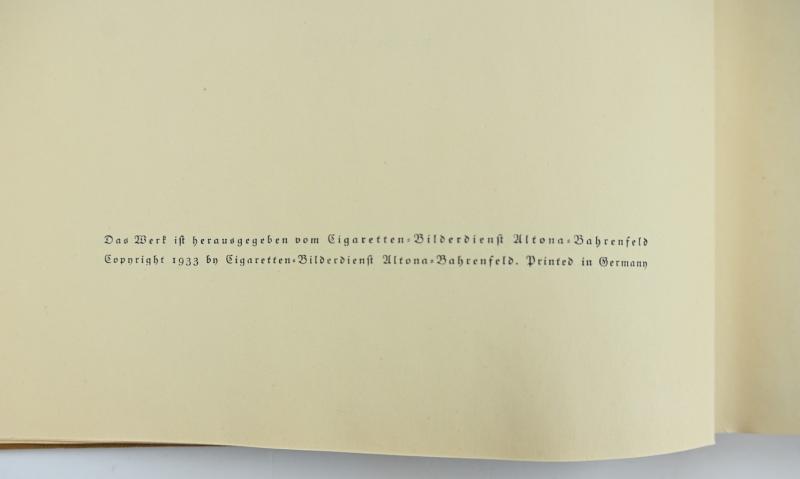 Das Werk ist herausgegeben vom Cigaretten-Bilderdienst Altona-Bahrenfeld
Copyright 1933 by Cigaretten-Bilderdienst Altona-Bahrenfeld. Printed in Germany